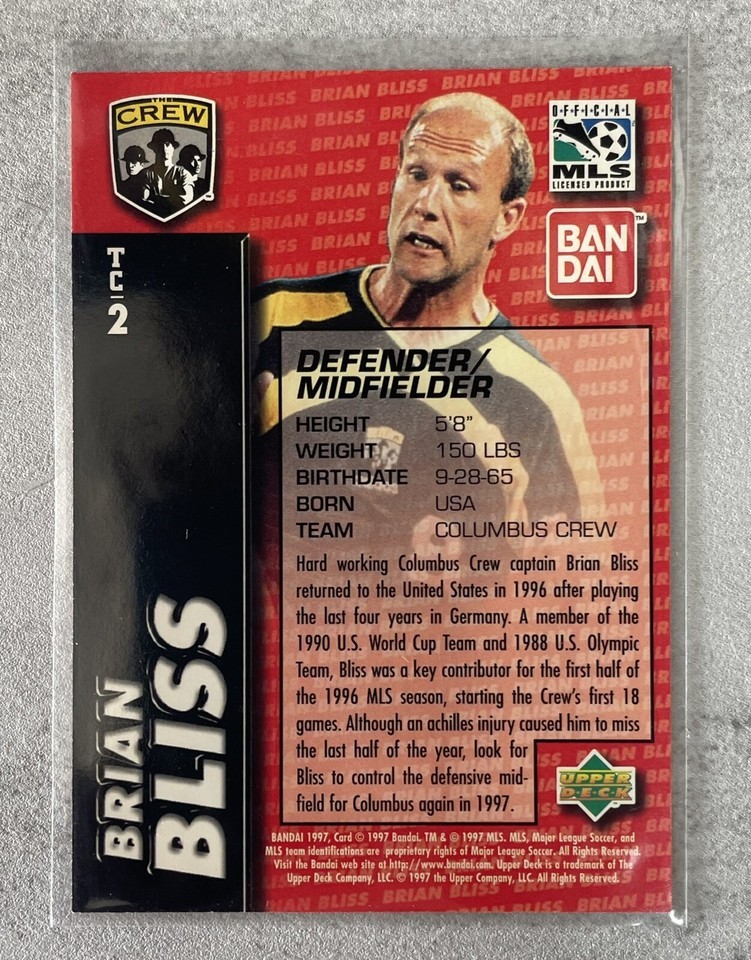 THE
CREW
OFFICIAL
MLS
LICENSED PRODUCT
BAN
DAI
TC-2
BRIAN
BLISS
DEFENDER/
MIDFIELDER
HEIGHT 5'8"
WEIGHT 150 LBS
BIRTHDATE 9-28-65
BORN USA
TEAM COLUMBUS CREW
Hard working Columbus Crew captain Brian Bliss
returned to the United States in 1996 after playing
the last four years in Germany. A member of the
1990 U.S. World Cup Team and 1988 U.S. Olympic
Team, Bliss was a key contributor for the first half of
the 1996 MLS season, starting the Crew's first 18
games. Although an achilles injury caused him to miss
the last half of the year, look for
Bliss to control the defensive mid-
field for Columbus again in 1997.
UPPER
DECK
BANDAI 1997, Card © 1997 Bandai. TM & © 1997 MLS. MLS, Major League Soccer, and
MLS team identifications are proprietary rights of Major League Soccer. All Rights Reserved.
Visit the Bandai web site at http://www.bandai.com. Upper Deck is a trademark of The
Upper Deck Company, LLC. © 1997 the Upper Company, LLC. All Rights Reserved.